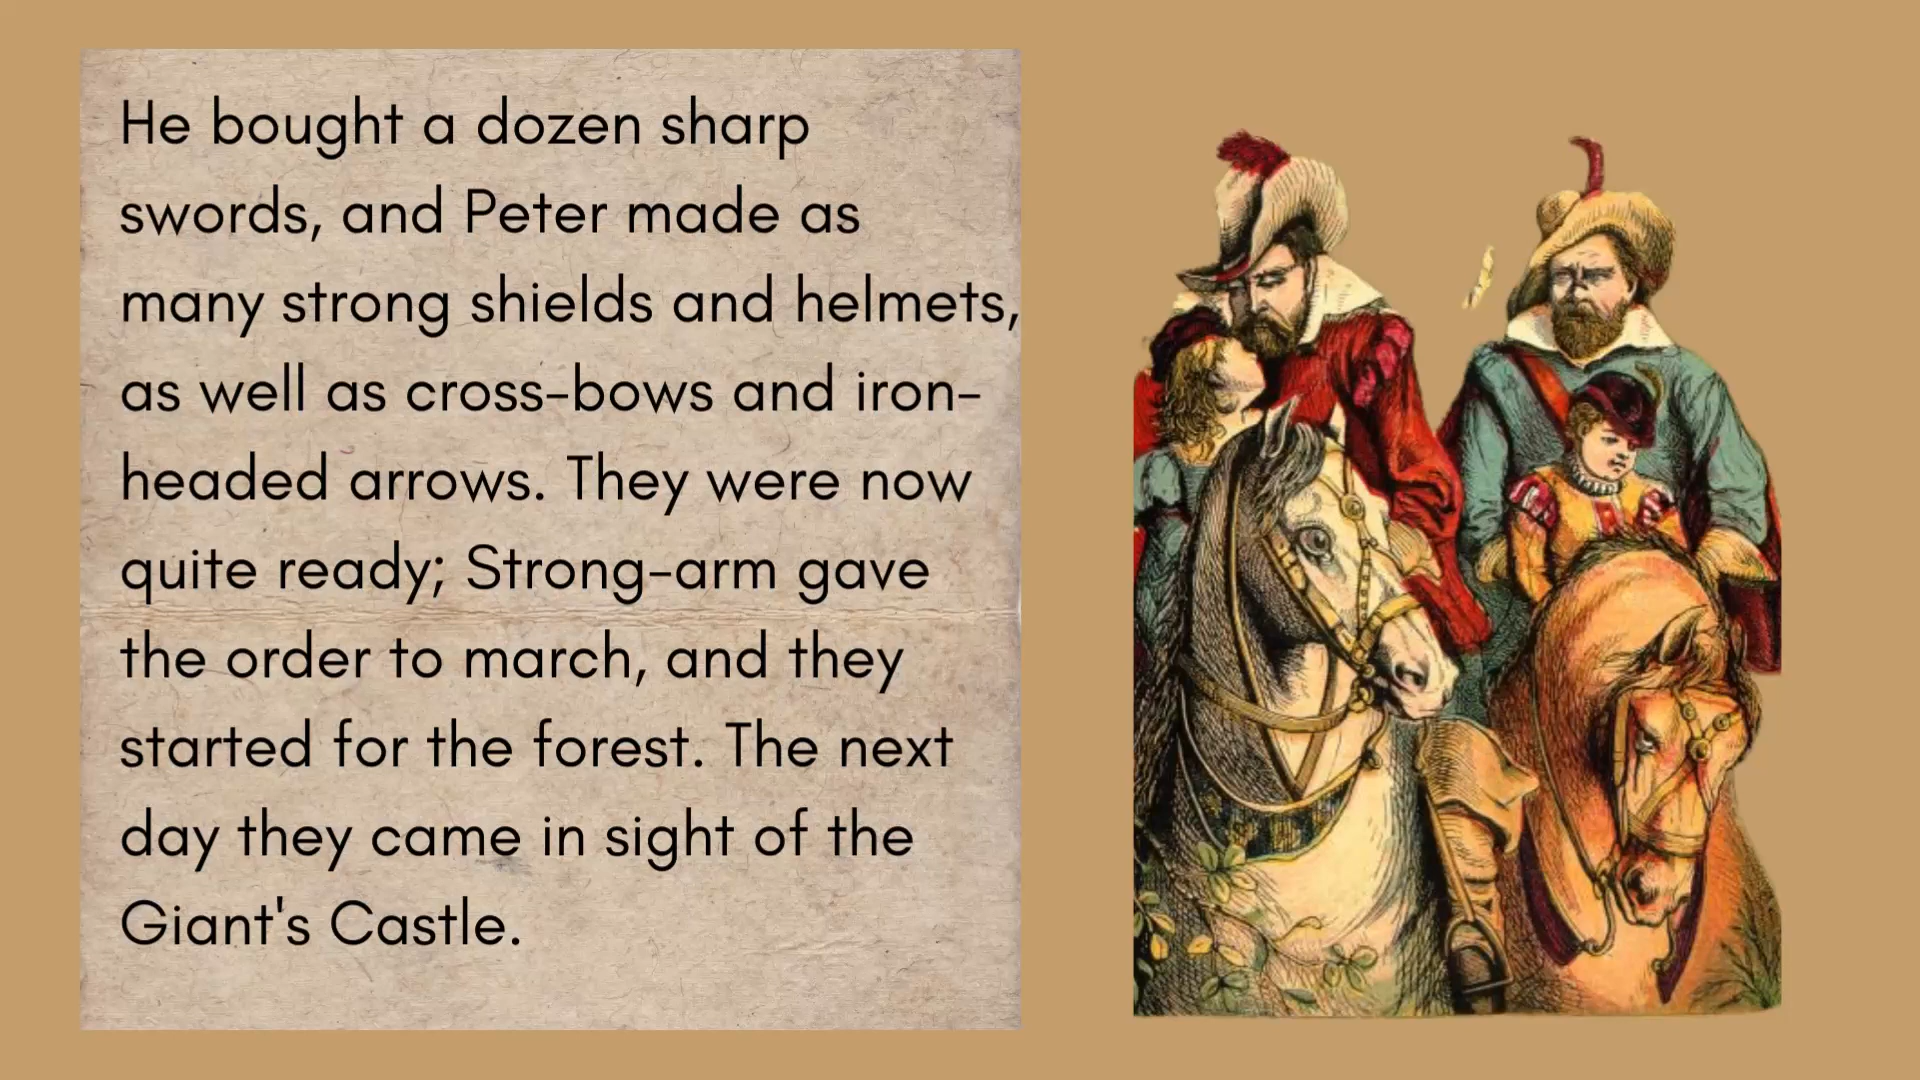 He bought a dozen sharp
swords, and Peter made as
many strong shields and helmets,
as well as cross-bows and iron-
headed arrows. They were now
quite ready; Strong-arm gave
the order to march, and they
started for the forest. The next
day they came in sight of the
Giant's Castle.